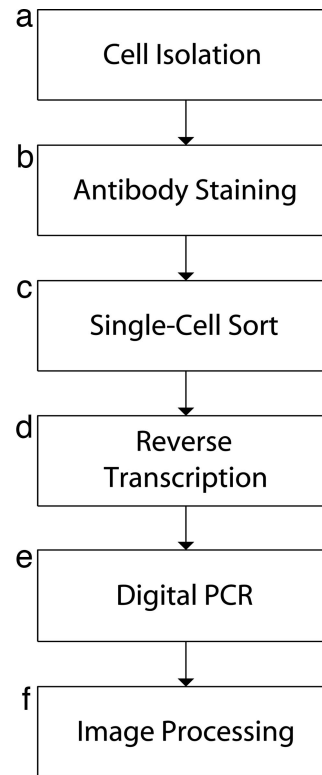 a
Cell Isolation
b
Antibody Staining
c
Single-Cell Sort
d
Reverse
Transcription
e
Digital PCR
f
Image Processing